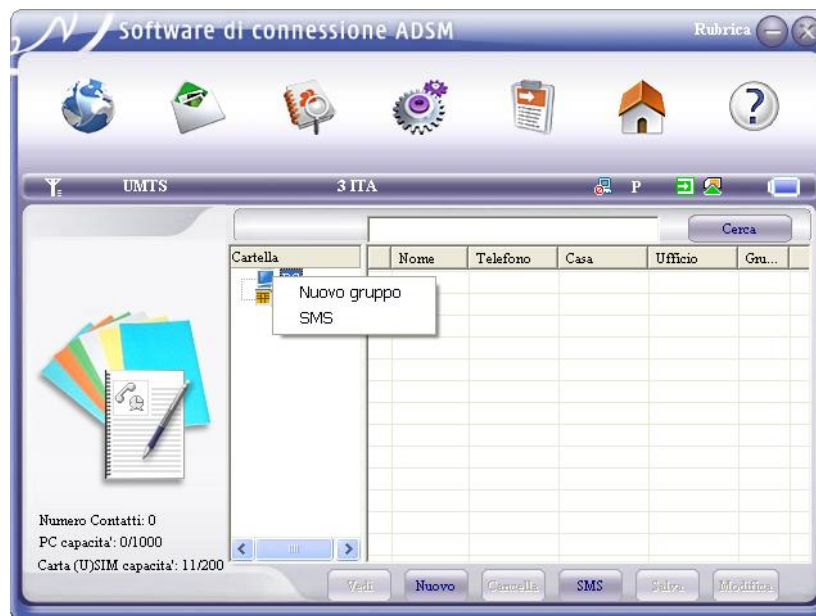 Software di connessione ADSM
Rubrica
UMTS
3 ITA
P
Cerca
Cartella
Nome
Telefono
Casa
Ufficio
Gru...
PC
Nuovo gruppo
SMS
Numero Contatti: 0
PC capacita': 0/1000
Carta (U)SIM capacita': 11/200
Vedi
Nuovo
Cancella
SMS
Salva
Modifica